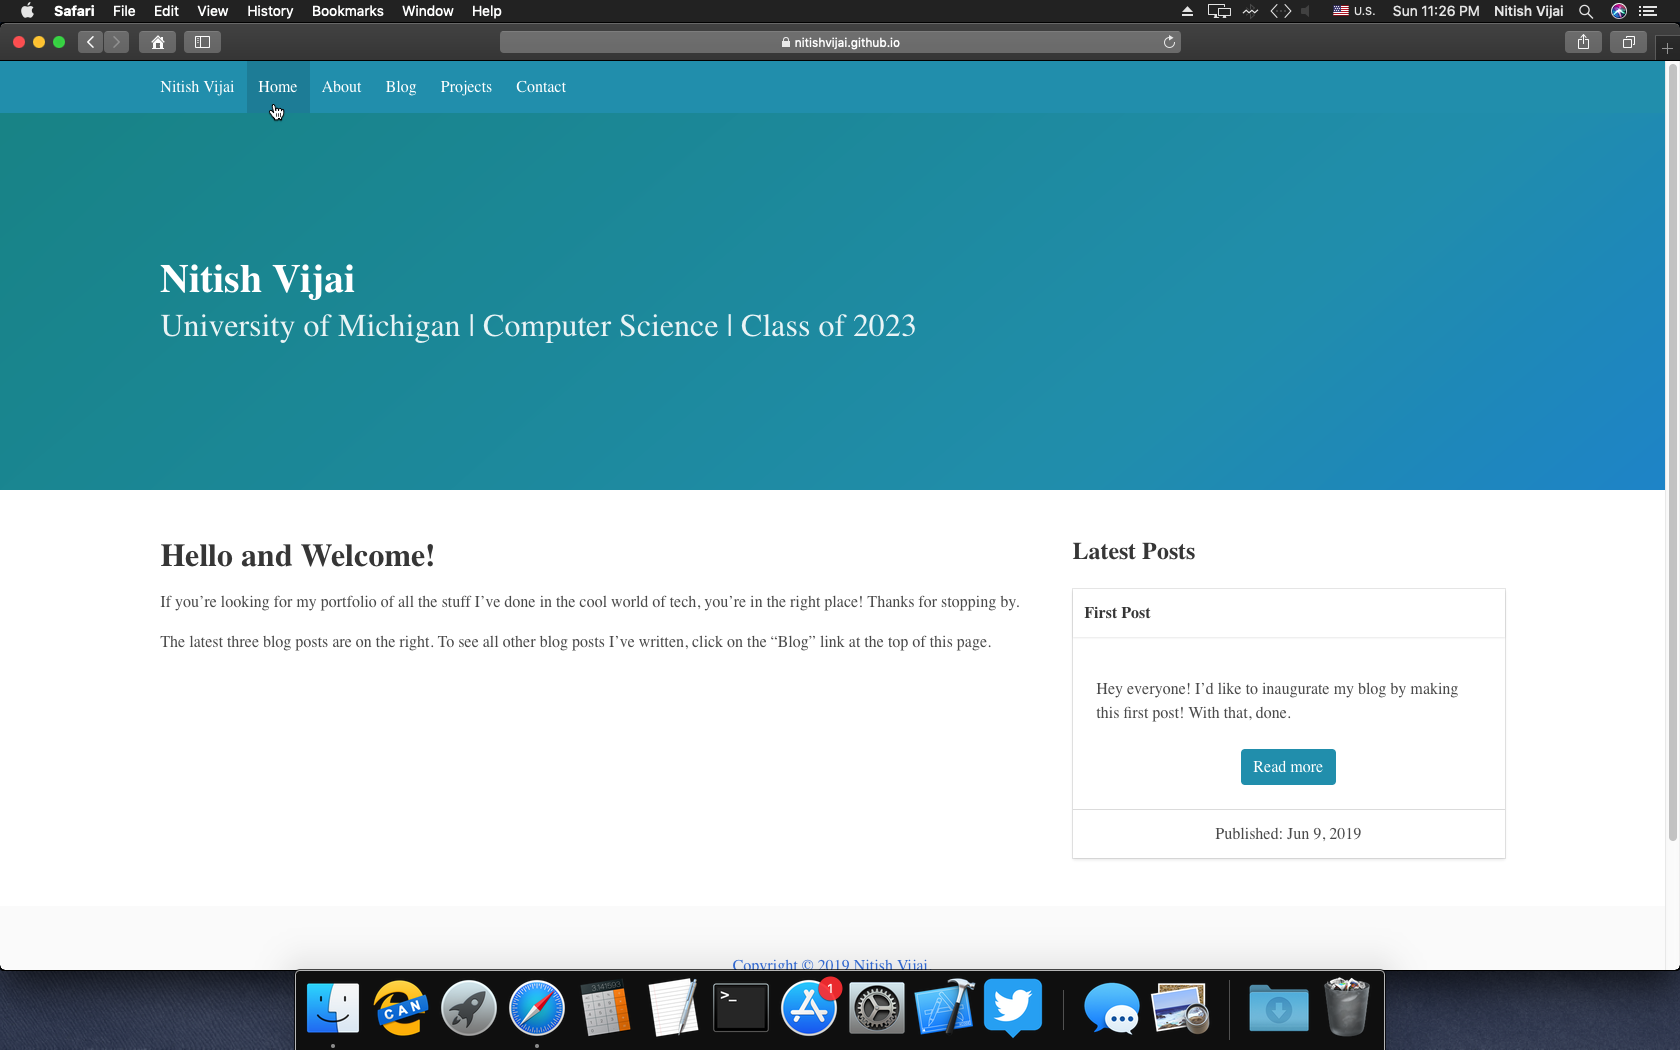 Safari File Edit View History Bookmarks Window Help U.S. Sun 11:26 PM Nitish Vijai
nitishvijai.github.io
Nitish Vijai Home About Blog Projects Contact
Nitish Vijai
University of Michigan | Computer Science | Class of 2023
Hello and Welcome!
If you’re looking for my portfolio of all the stuff I’ve done in the cool world of tech, you’re in the right place! Thanks for stopping by.
The latest three blog posts are on the right. To see all other blog posts I’ve written, click on the “Blog” link at the top of this page.
Latest Posts
First Post
Hey everyone! I’d like to inaugurate my blog by making
this first post! With that, done.
Read more
Published: Jun 9, 2019
Copyright © 2019 Nitish Vijai
CAN
3.141593
>_
1